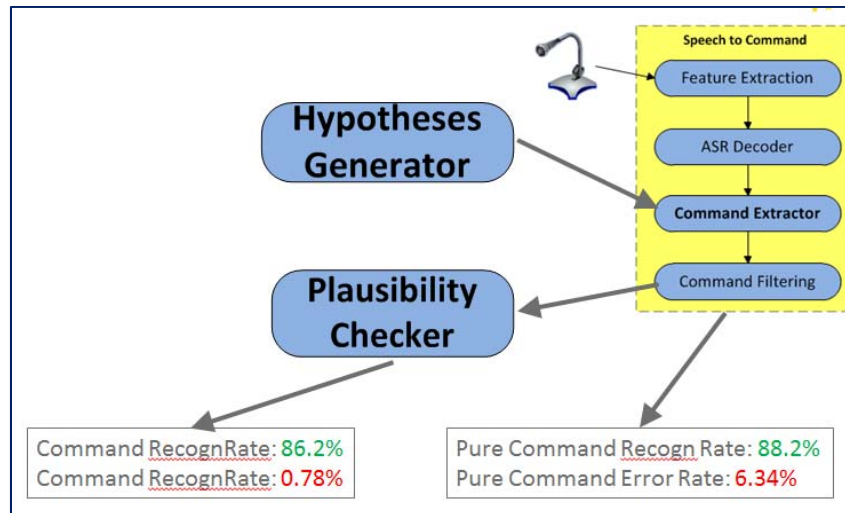 Speech to Command
Feature Extraction
ASR Decoder
Command Extractor
Command Filtering
Hypotheses
Generator
Plausibility
Checker
Command RecognRate: 86.2%
Command RecognRate: 0.78%
Pure Command Recogn Rate: 88.2%
Pure Command Error Rate: 6.34%